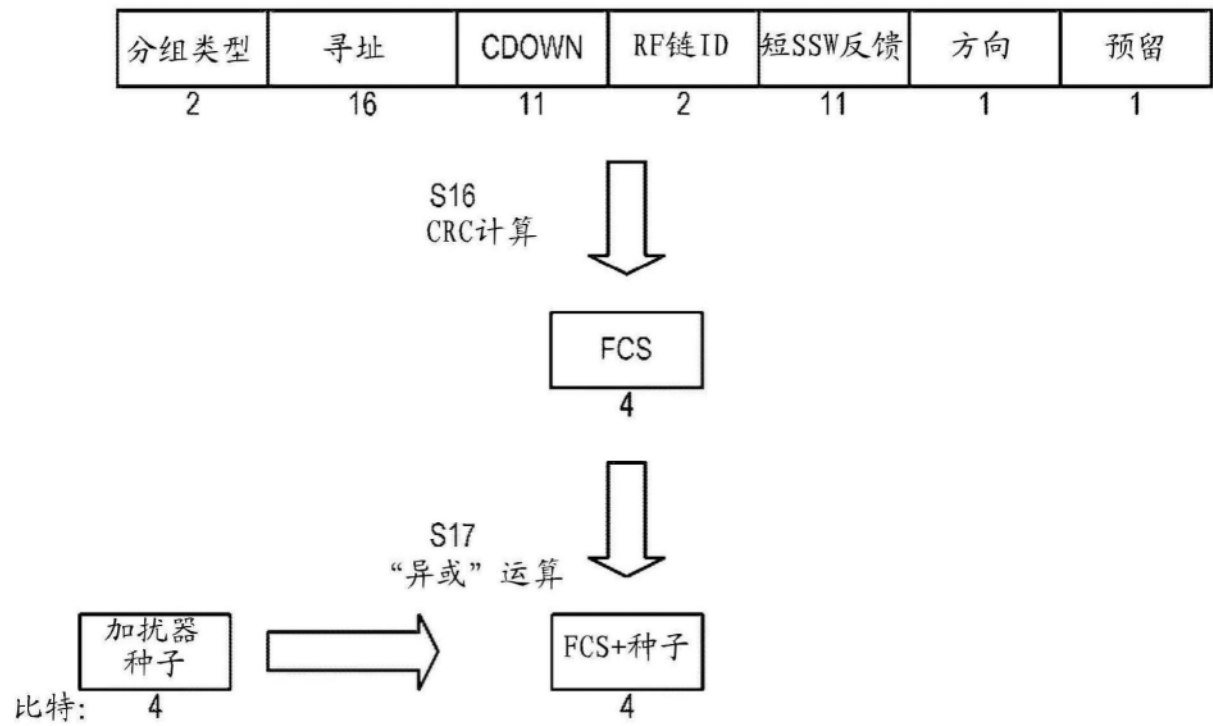 分组类型 寻址 CDOWN RF链ID 短SSW反馈 方向 预留
2 16 11 2 11 1 1
S16
CRC计算
FCS
4
S17
“异或”运算
加扰器
种子
FCS+种子
比特: 4 4